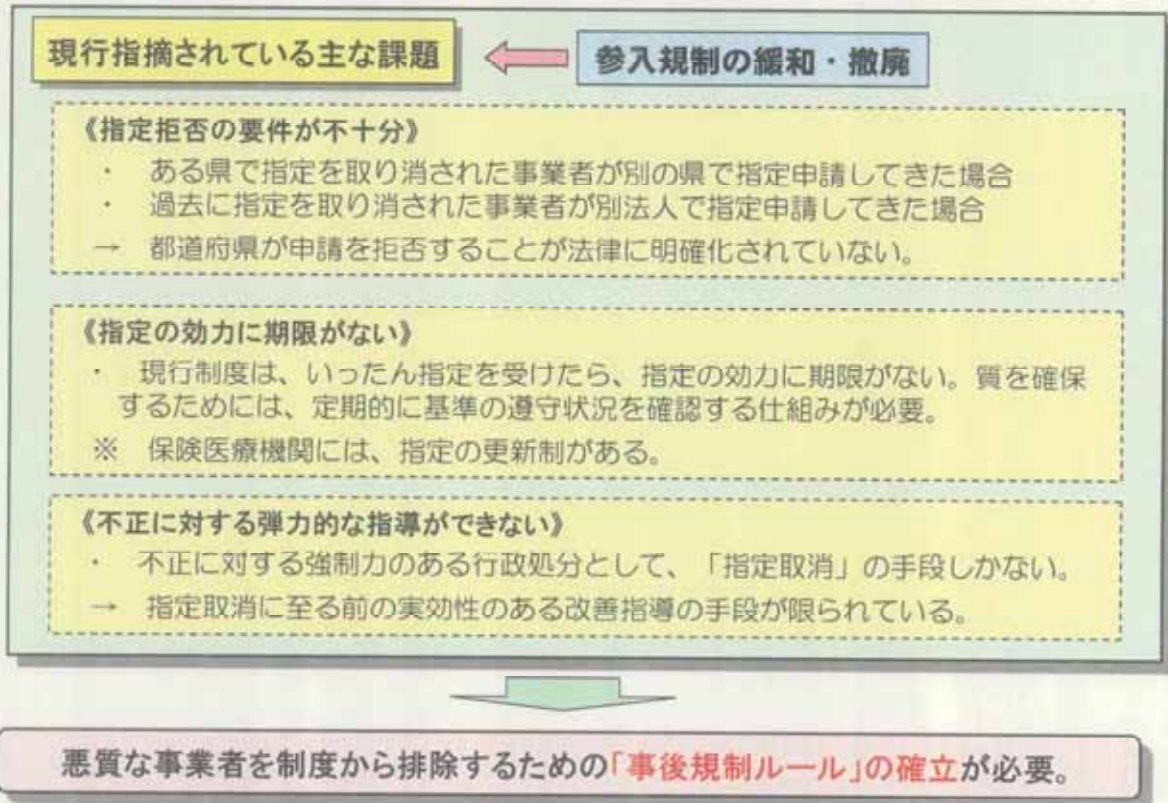 現行指摘されている主な課題
参入規制の緩和・撤廃
《指定拒否の要件が不十分》
・ ある県で指定を取り消された事業者が別の県で指定申請してきた場合
・ 過去に指定を取り消された事業者が別法人で指定申請してきた場合
→ 都道府県が申請を拒否することが法律に明確化されていない。
《指定の効力に期限がない》
・ 現行制度は、いったん指定を受けたら、指定の効力に期限がない。質を確保
するためには、定期的に基準の遵守状況を確認する仕組みが必要。
※ 保険医療機関には、指定の更新制がある。
《不正に対する弾力的な指導ができない》
・ 不正に対する強制力のある行政処分として、「指定取消」の手段しかない。
→ 指定取消に至る前の実効性のある改善指導の手段が限られている。
悪質な事業者を制度から排除するための「事後規制ルール」の確立が必要。